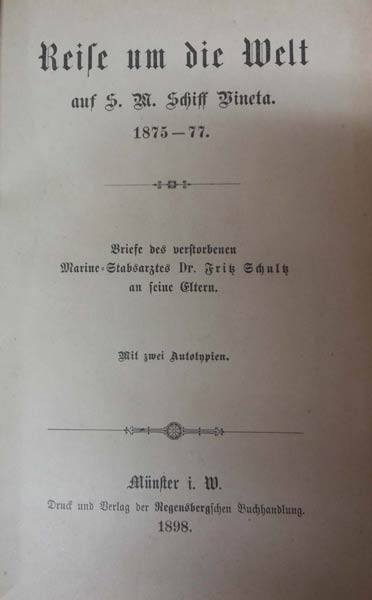 Reise um die Welt
auf S. M. Schiff Vineta.
1875—77.
Briefe des verstorbenen
Marine-Stabsarztes Dr. Fritz Schultz
an seine Eltern.
Mit zwei Autotypien.
Münster i. W.
Druck und Verlag der Regensbergschen Buchhandlung.
1898.